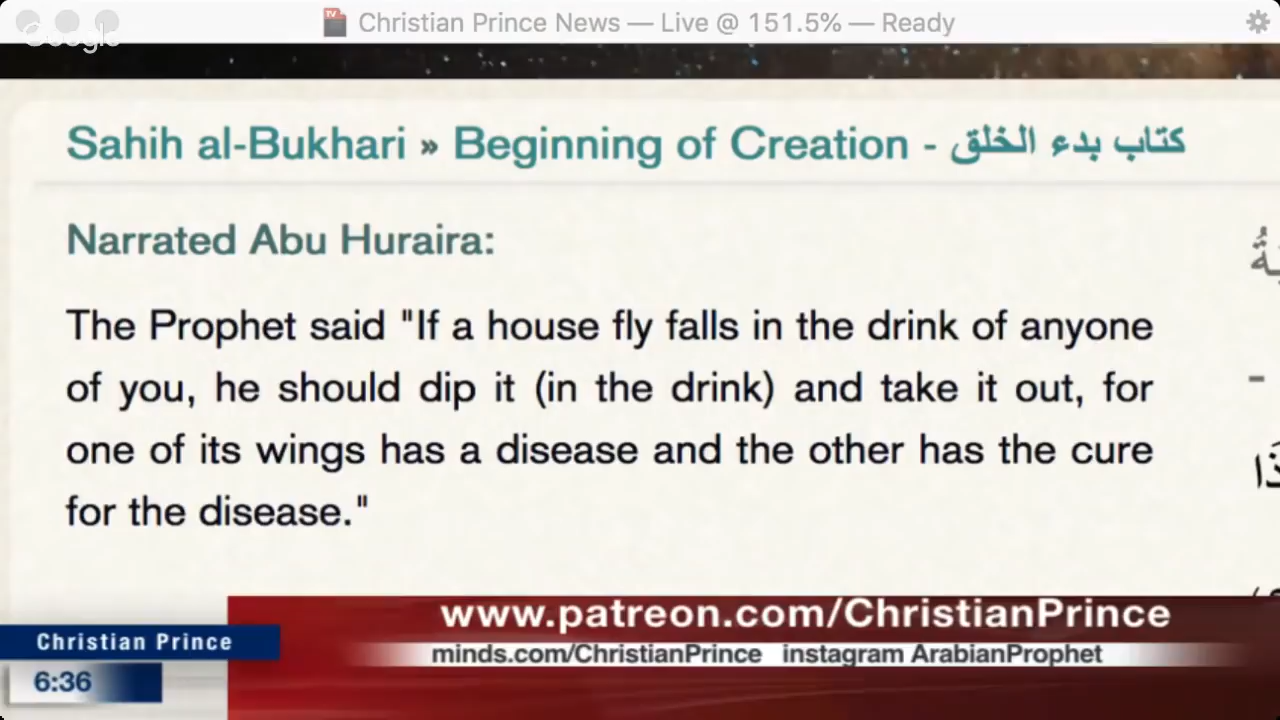 Christian Prince News — Live @ 151.5% — Ready
Google
Sahih al-Bukhari » Beginning of Creation - كتاب بدء الخلق
Narrated Abu Huraira:
The Prophet said "If a house fly falls in the drink of anyone
of you, he should dip it (in the drink) and take it out, for
one of its wings has a disease and the other has the cure
for the disease."
www.patreon.com/ChristianPrince
Christian Prince
minds.com/ChristianPrince instagram ArabianProphet
6:36